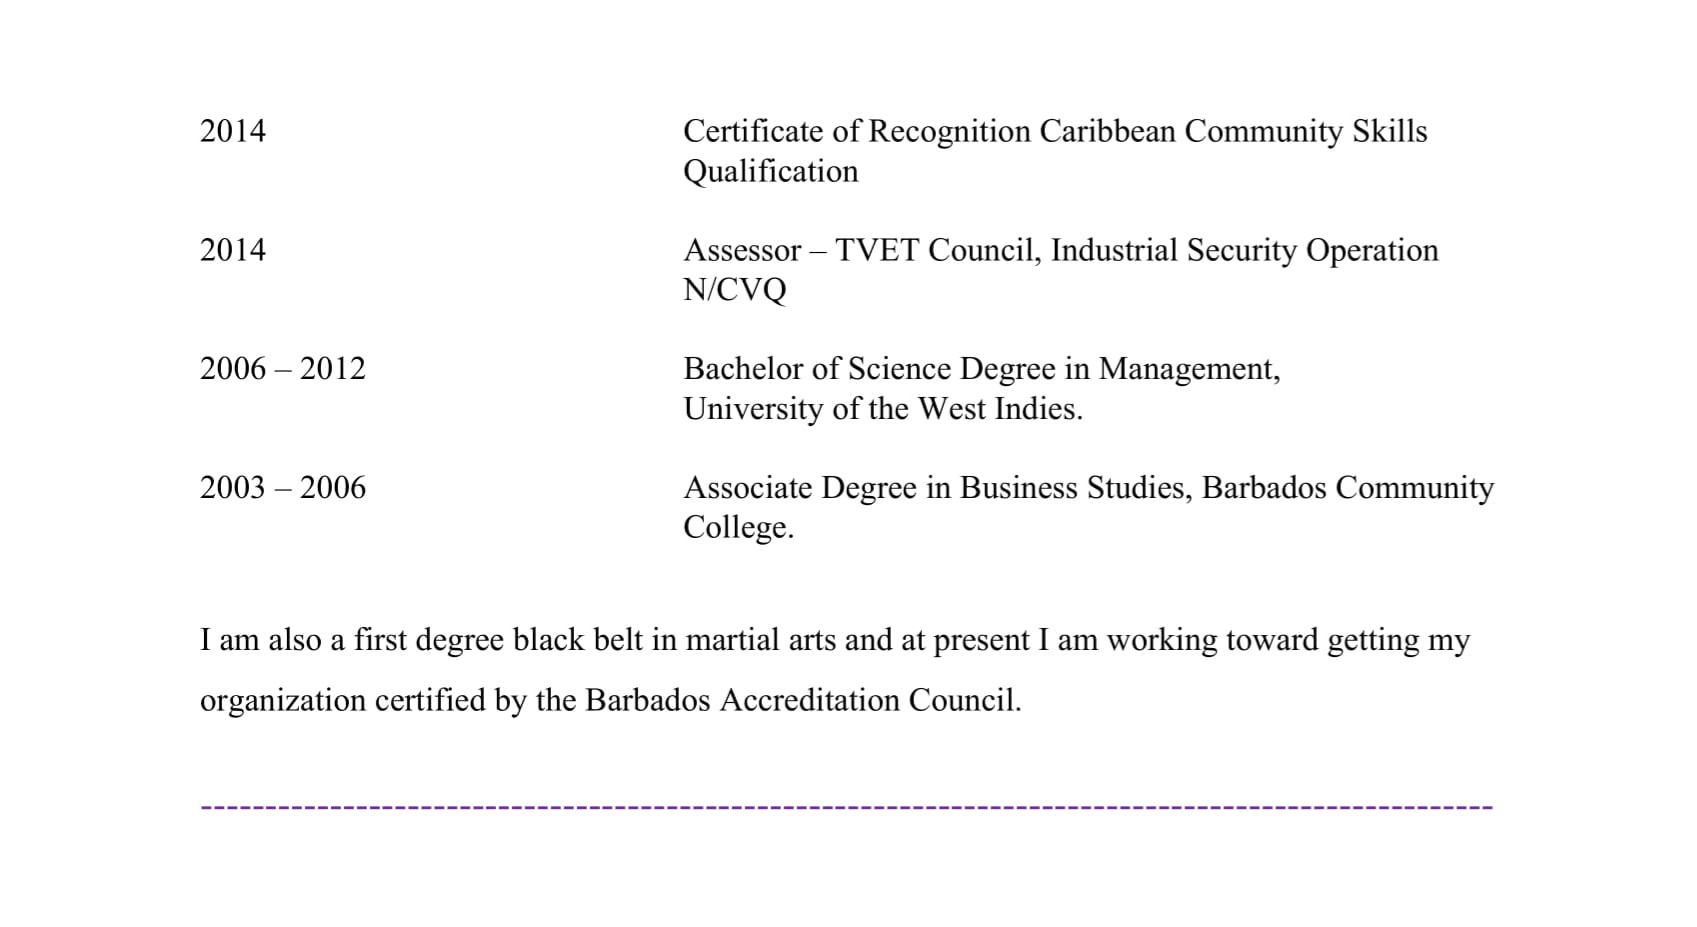 2014 Certificate of Recognition Caribbean Community Skills
Qualification
2014 Assessor – TVET Council, Industrial Security Operation
N/CVQ
2006 – 2012 Bachelor of Science Degree in Management,
University of the West Indies.
2003 – 2006 Associate Degree in Business Studies, Barbados Community
College.
I am also a first degree black belt in martial arts and at present I am working toward getting my
organization certified by the Barbados Accreditation Council.